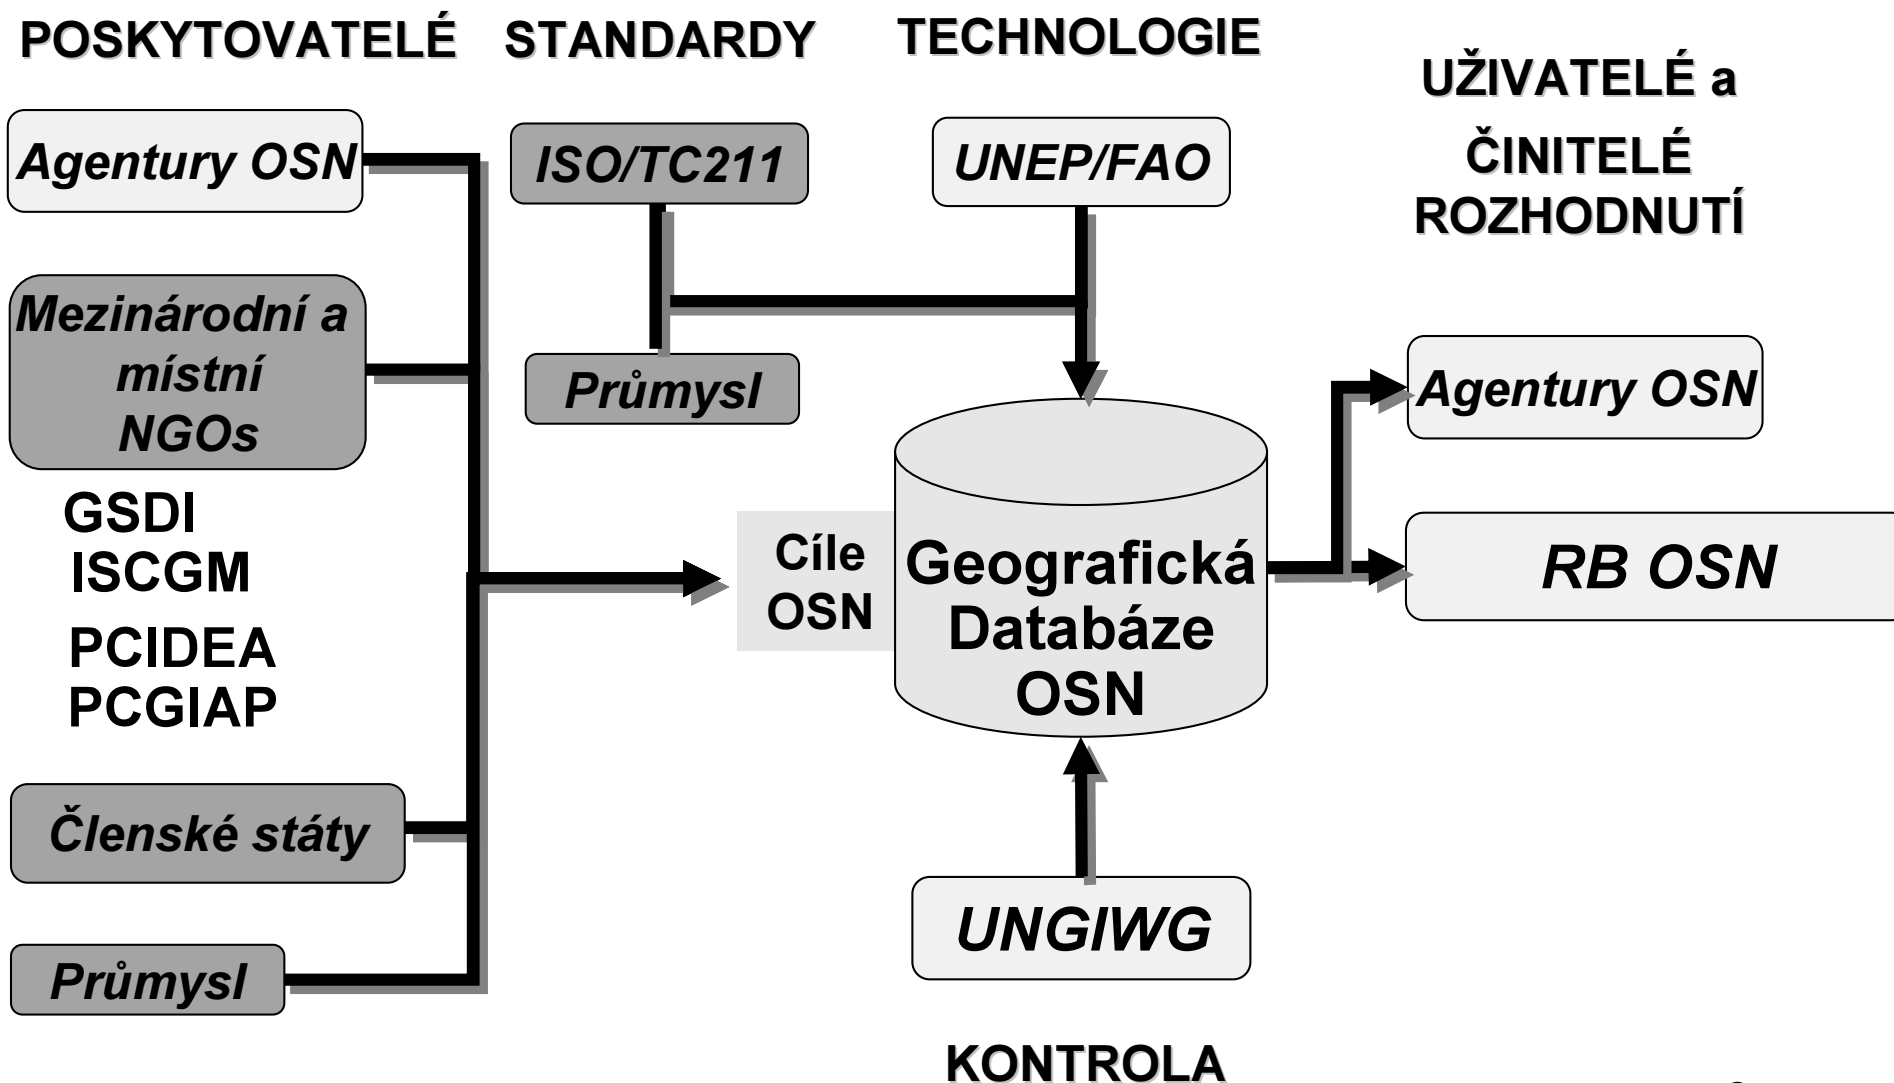 POSKYTOVATELÉ
STANDARDY
TECHNOLOGIE
UŽIVATELÉ a
ČINITELÉ
ROZHODNUTÍ
Agentury OSN
Mezinárodní a
místní
NGOs
GSDI
ISCGM
PCIDEA
PCGIAP
Členské státy
Průmysl
ISO/TC211
Průmysl
UNEP/FAO
Cíle
OSN
Geografická
Databáze
OSN
UNGIWG
KONTROLA
Agentury OSN
RB OSN